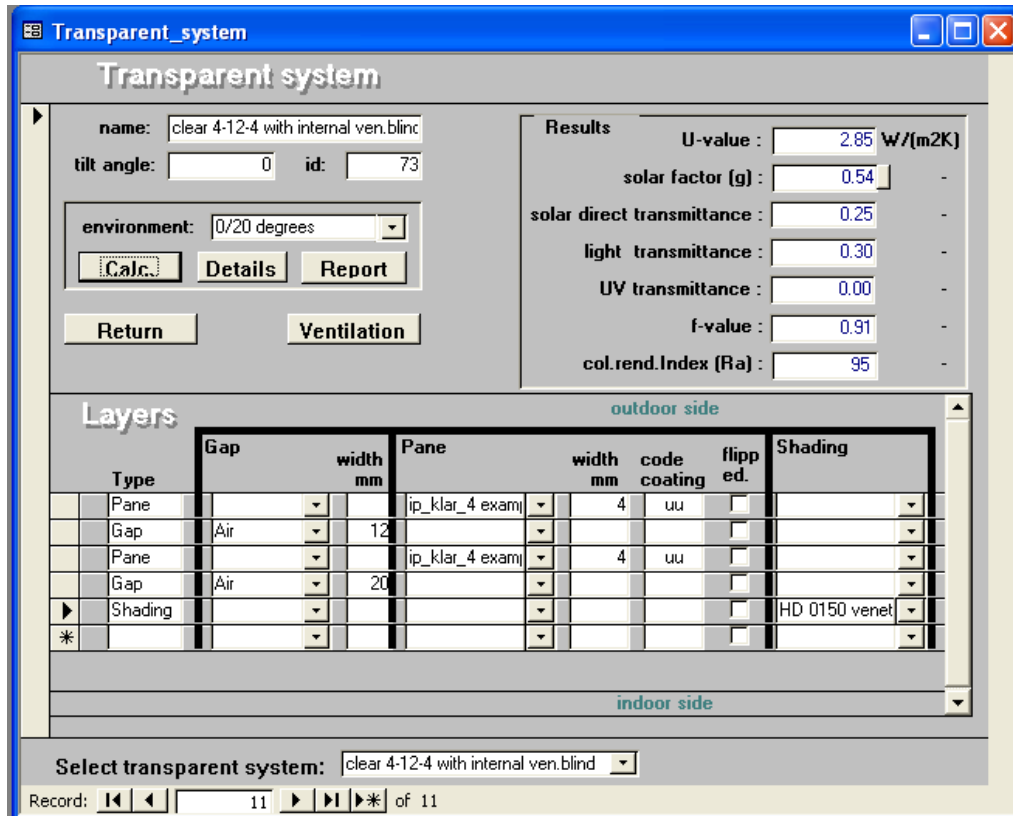 Transparent_system
Transparent system
name: clear 4-12-4 with internal ven.blind
tilt angle: 0 id: 73
environment: 0/20 degrees
Calc. Details Report
Return Ventilation
Results
U-value : 2.85 W/(m2K)
solar factor (g) : 0.54 -
solar direct transmittance : 0.25 -
light transmittance : 0.30 -
UV transmittance : 0.00 -
f-value : 0.91 -
col.rend.Index (Ra) : 95 -
Layers
outdoor side
Type Gap width mm Pane width mm code coating flipp ed. Shading
Pane ip_klar_4 examp 4 uu
Gap Air 12
Pane ip_klar_4 examp 4 uu
Gap Air 20
Shading HD 0150 venet
indoor side
Select transparent system: clear 4-12-4 with internal ven.blind
Record: 11 of 11